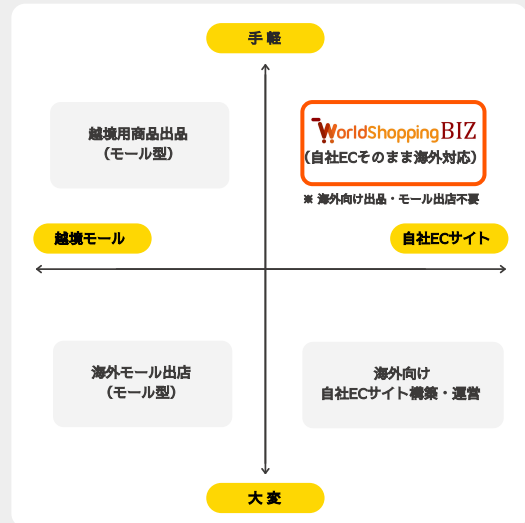 手軽
越境用商品出品
（モール型）
WorldShoppingBIZ
（自社ECそのまま海外対応）
※ 海外向け出品・モール出店不要
越境モール
自社ECサイト
海外モール出店
（モール型）
海外向け
自社ECサイト構築・運営
大変